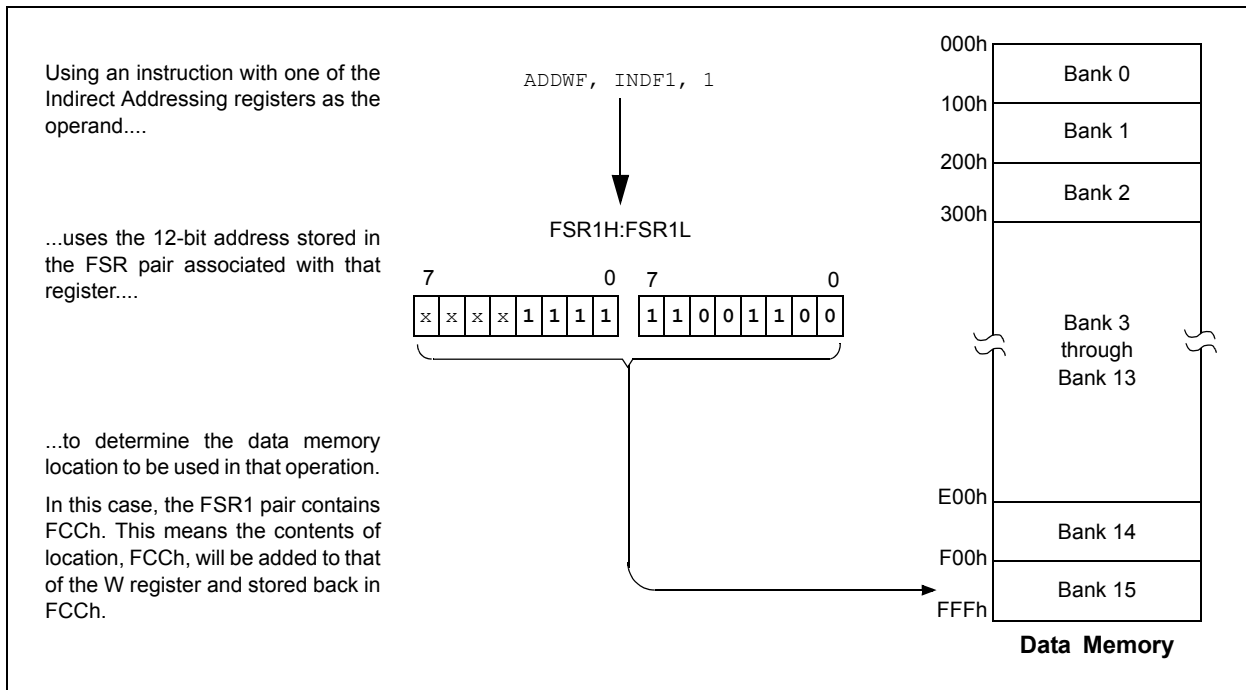 Using an instruction with one of the
Indirect Addressing registers as the
operand....
ADDWF, INDF1, 1
...uses the 12-bit address stored in
the FSR pair associated with that
register....
FSR1H:FSR1L
7 0 7 0
x x x x 1 1 1 1 1 1 0 0 1 1 0 0
...to determine the data memory
location to be used in that operation.
In this case, the FSR1 pair contains
FCCh. This means the contents of
location, FCCh, will be added to that
of the W register and stored back in
FCCh.
000h
Bank 0
100h
Bank 1
200h
Bank 2
300h
Bank 3
through
Bank 13
E00h
Bank 14
F00h
Bank 15
FFFh
Data Memory